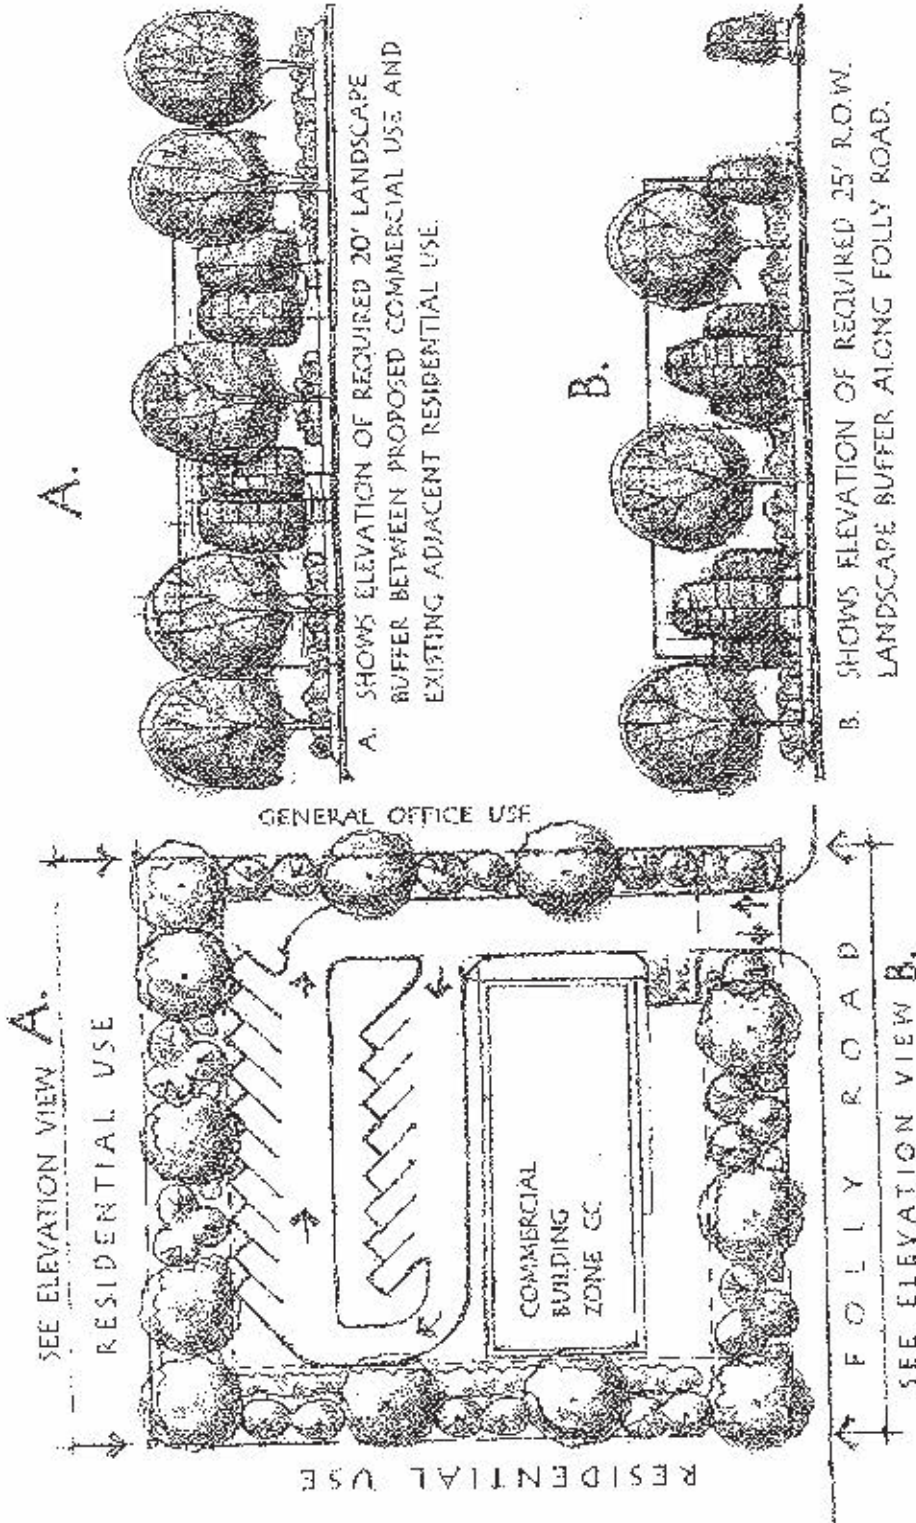 SEE ELEVATION VIEW A.
RESIDENTIAL USE
RESIDENTIAL USE
GENERAL OFFICE USE
COMMERCIAL
BUILDING
ZONE CC
FOLLY ROAD
SEE ELEVATION VIEW B.
A.
A. SHOWS ELEVATION OF REQUIRED 20' LANDSCAPE
BUFFER BETWEEN PROPOSED COMMERCIAL USE AND
EXISTING ADJACENT RESIDENTIAL USE.
B.
B. SHOWS ELEVATION OF REQUIRED 25' R.O.W.
LANDSCAPE BUFFER ALONG FOLLY ROAD.